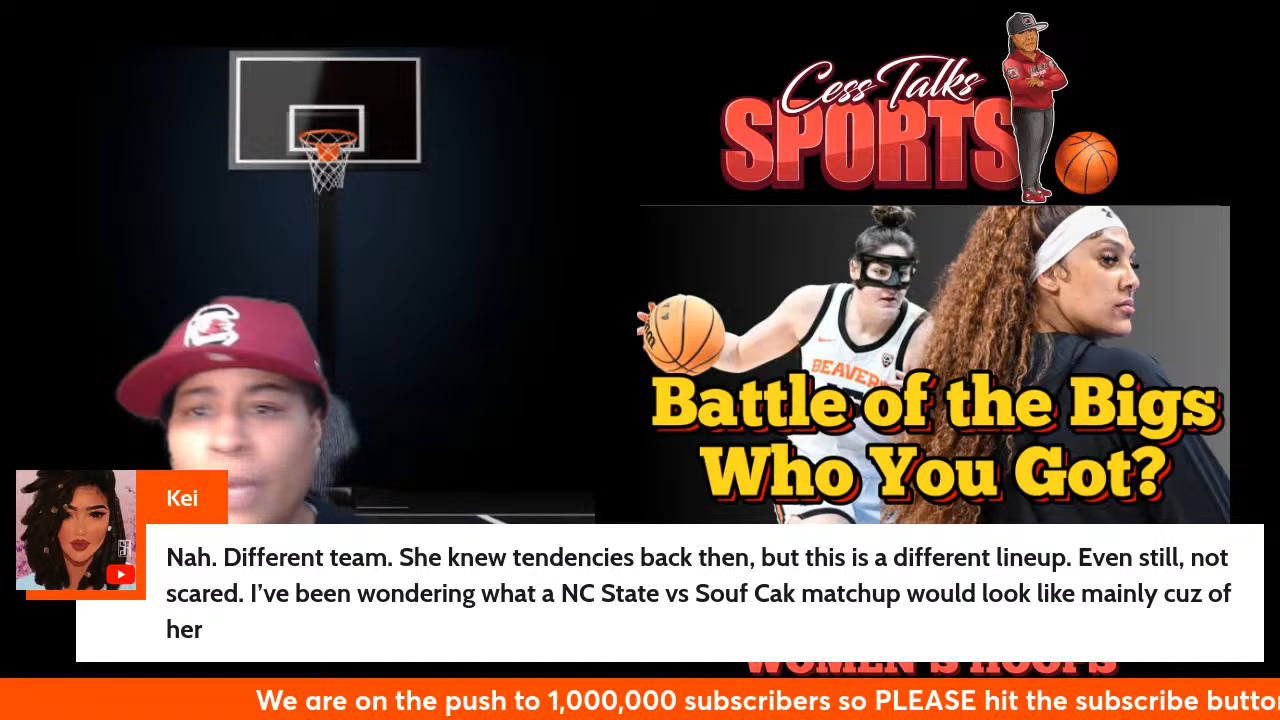 Cess Talks
SPORTS
BEAVERS
Battle of the Bigs
Who You Got?
Kei
Nah. Different team. She knew tendencies back then, but this is a different lineup. Even still, not
scared. I've been wondering what a NC State vs Souf Cak matchup would look like mainly cuz of
her
WOMEN'S HOOPS
We are on the push to 1,000,000 subscribers so PLEASE hit the subscribe button